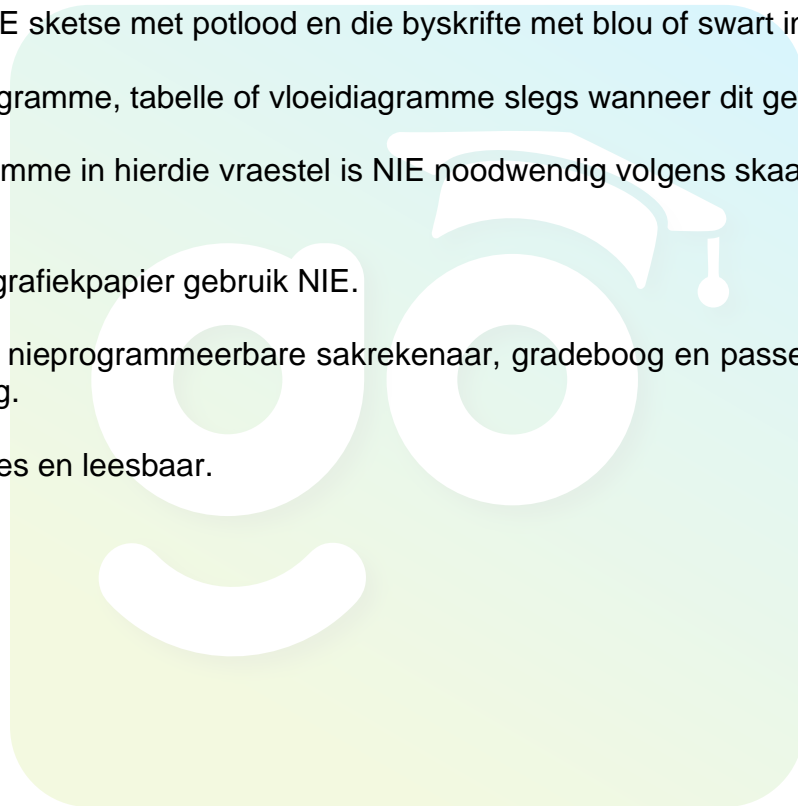 E sketse met potlood en die byskrifte met blou of swart in
gramme, tabelle of vloeidiagramme slegs wanneer dit ge
mme in hierdie vraestel is NIE noodwendig volgens skaa
grafiekpapier gebruik NIE.
nieprogrammeerbare sakrekenaar, gradeboog en passe
g.
es en leesbaar.
go